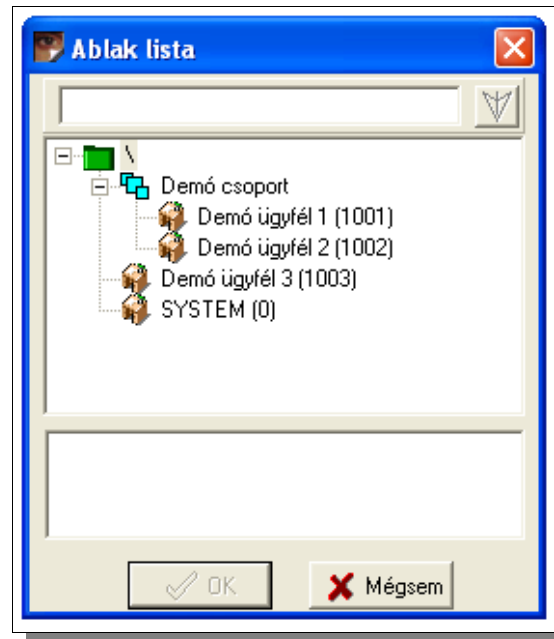 Ablak lista
\
Demó csoport
Demó ügyfél 1 (1001)
Demó ügyfél 2 (1002)
Demó ügyfél 3 (1003)
SYSTEM (0)
OK
Mégsem